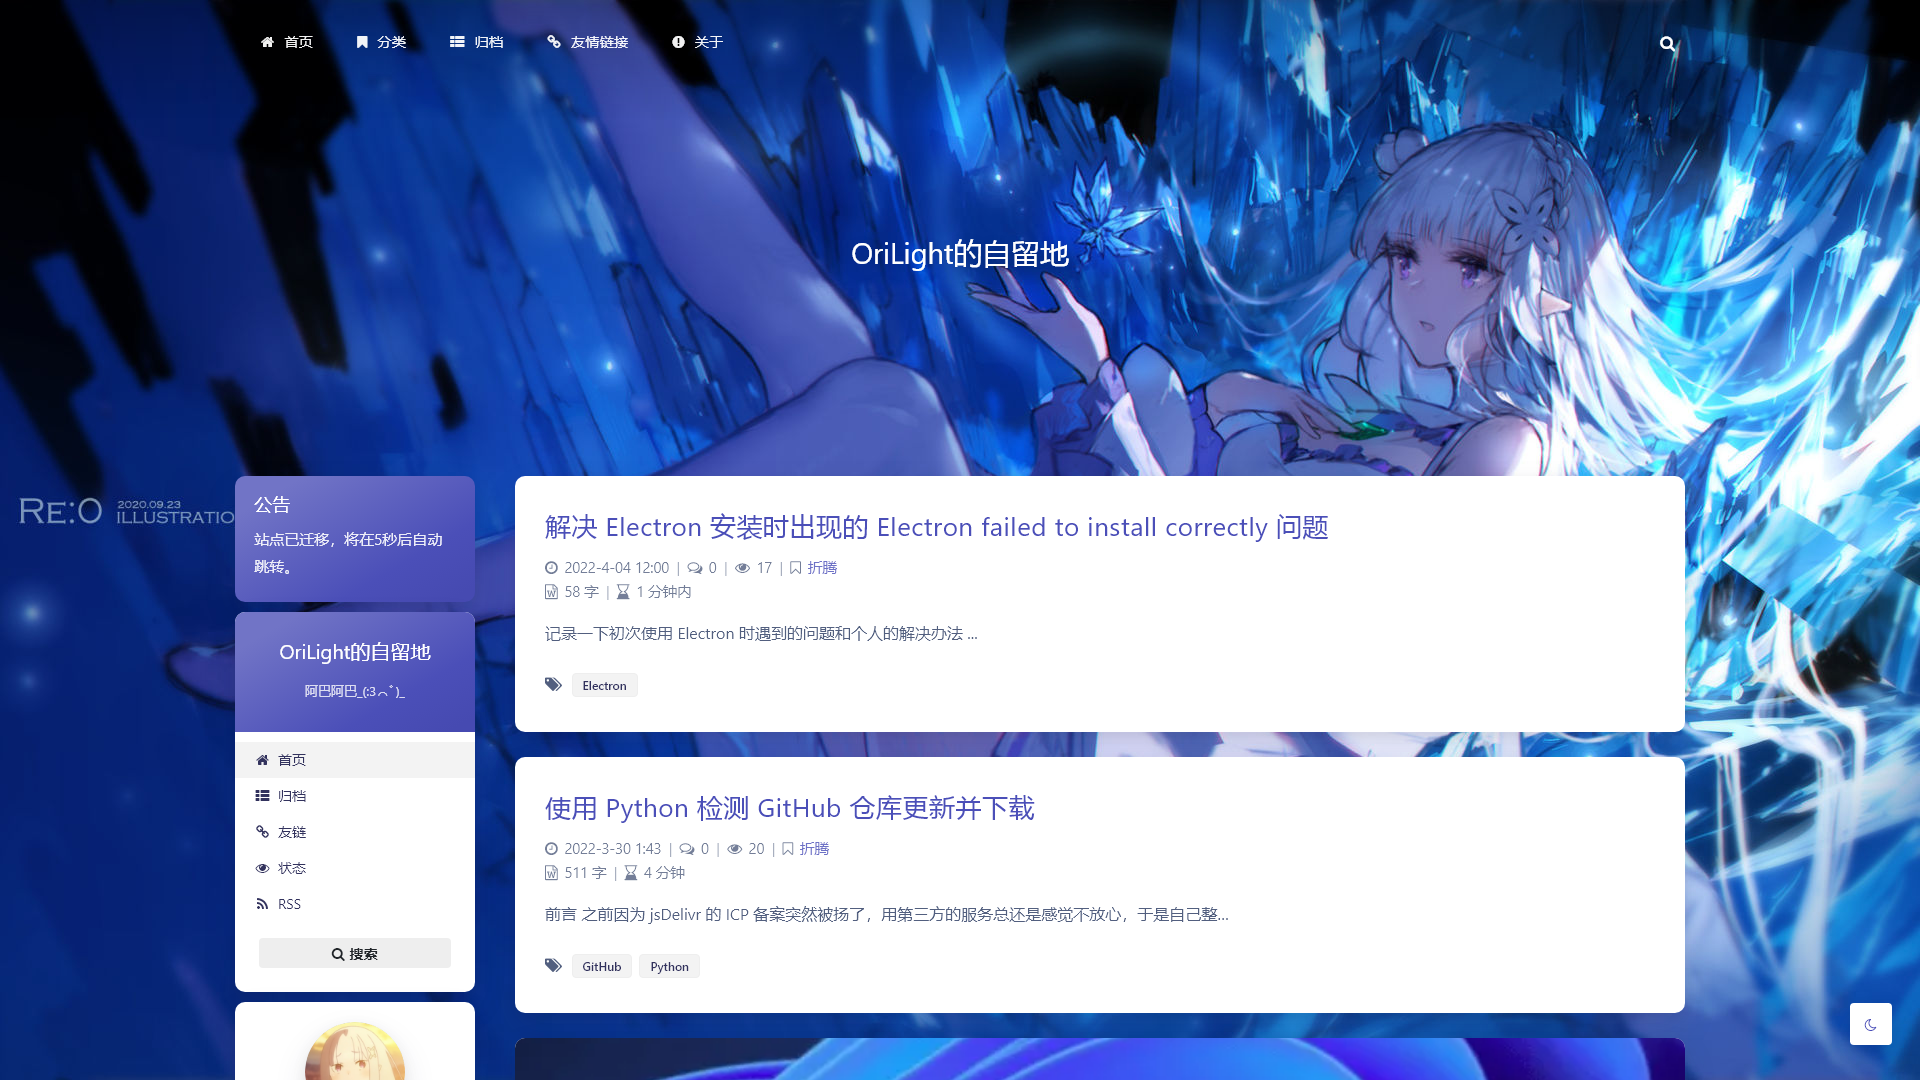 首页 分类 归档 友情链接 关于
OriLight的自留地
RE:O 2020.09.23
ILLUSTRATIO
公告
站点已迁移，将在5秒后自动
跳转。
OriLight的自留地
阿巴阿巴_(:3⌒ﾞ)_
首页
归档
友链
状态
RSS
搜索
解决 Electron 安装时出现的 Electron failed to install correctly 问题
2022-4-04 12:00 | 0 | 17 | 折腾
58 字 | 1 分钟内
记录一下初次使用 Electron 时遇到的问题和个人的解决办法 ...
Electron
使用 Python 检测 GitHub 仓库更新并下载
2022-3-30 1:43 | 0 | 20 | 折腾
511 字 | 4 分钟
前言 之前因为 jsDelivr 的 ICP 备案突然被扬了，用第三方的服务总还是感觉不放心，于是自己整...
GitHub Python